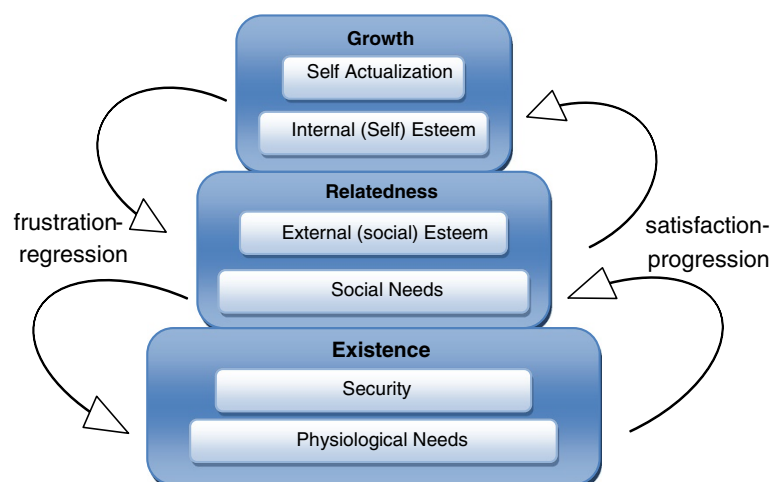 Growth
Self Actualization
Internal (Self) Esteem
Relatedness
External (social) Esteem
Social Needs
frustration-
regression
satisfaction-
progression
Existence
Security
Physiological Needs